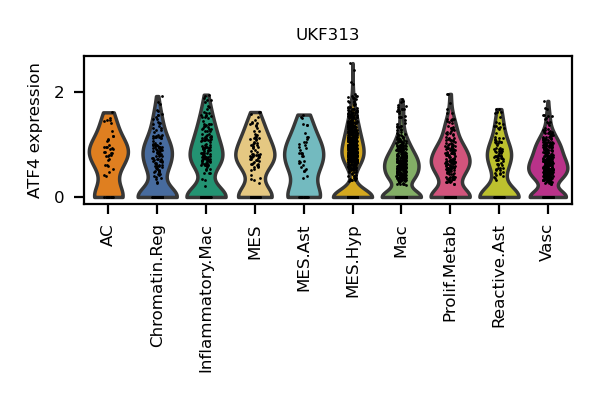 UKF313
ATF4 expression
2
0
AC
Chromatin.Reg
Inflammatory.Mac
MES
MES.Ast
MES.Hyp
Mac
Prolif.Metab
Reactive.Ast
Vasc